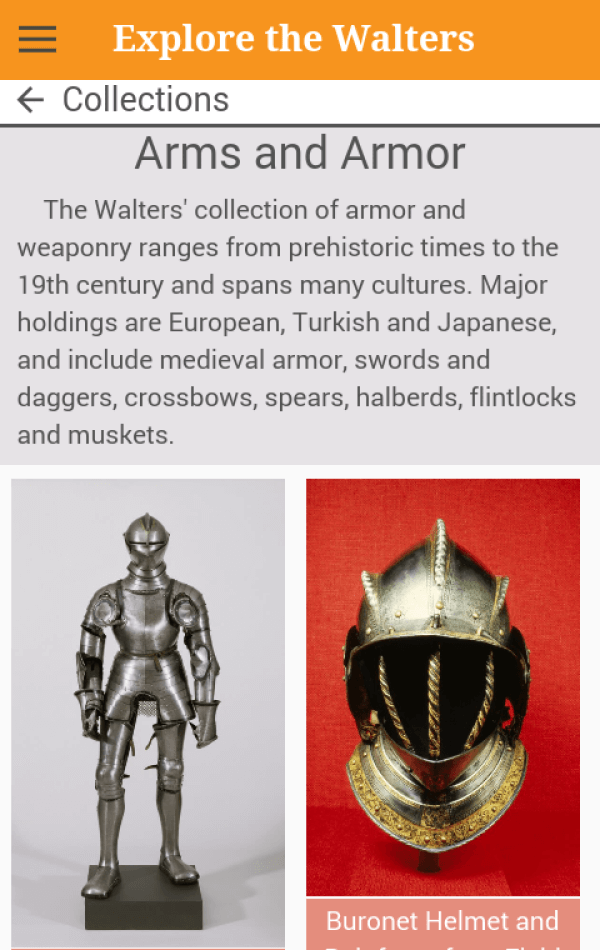 Explore the Walters
Collections
Arms and Armor
The Walters' collection of armor and
weaponry ranges from prehistoric times to the
19th century and spans many cultures. Major
holdings are European, Turkish and Japanese,
and include medieval armor, swords and
daggers, crossbows, spears, halberds, flintlocks
and muskets.
Buronet Helmet and